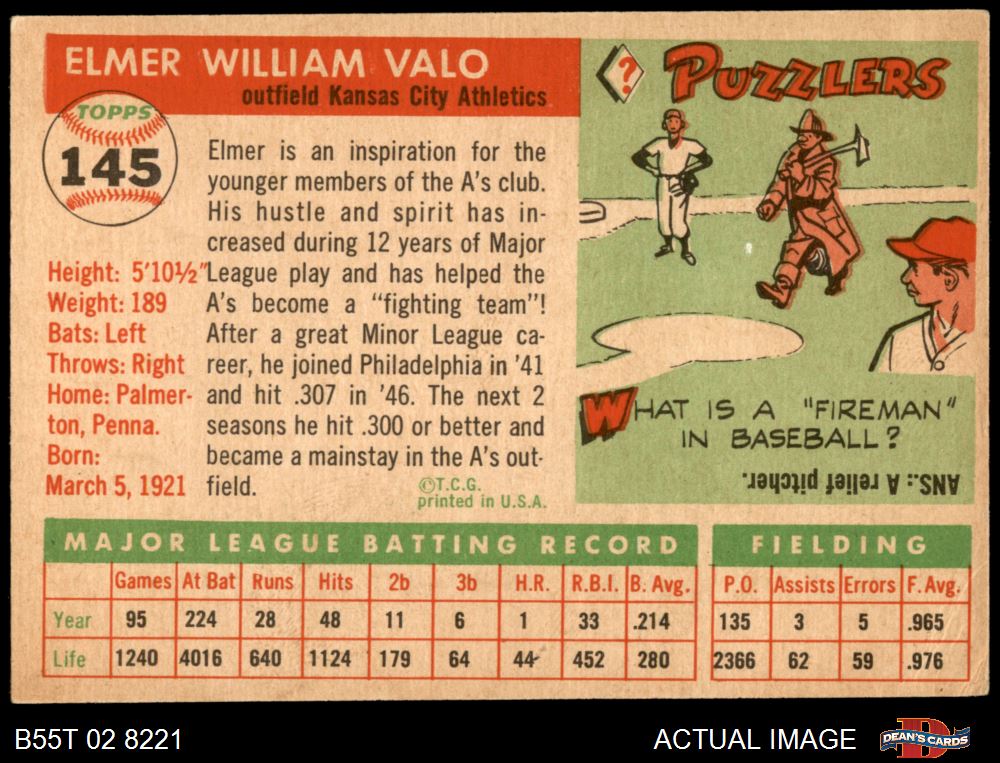 ELMER WILLIAM VALO
outfield Kansas City Athletics
TOPPS
145
Height: 5'10½"
Weight: 189
Bats: Left
Throws: Right
Home: Palmer-
ton, Penna.
Born:
March 5, 1921
Elmer is an inspiration for the
younger members of the A's club.
His hustle and spirit has in-
creased during 12 years of Major
League play and has helped the
A's become a "fighting team"!
After a great Minor League ca-
reer, he joined Philadelphia in '41
and hit .307 in '46. The next 2
seasons he hit .300 or better and
became a mainstay in the A's out-
field.
©T.C.G.
printed in U.S.A.
?
PUZZLERS
WHAT IS A "FIREMAN"
IN BASEBALL?
ANS.: A relief pitcher.
MAJOR LEAGUE BATTING RECORD
Games At Bat Runs Hits 2b 3b H.R. R.B.I. B. Avg.
Year 95 224 28 48 11 6 1 33 .214
Life 1240 4016 640 1124 179 64 44 452 280
FIELDING
P.O. Assists Errors F. Avg.
135 3 5 .965
2366 62 59 .976
B55T 02 8221
ACTUAL IMAGE
D
DEAN'S CARDS